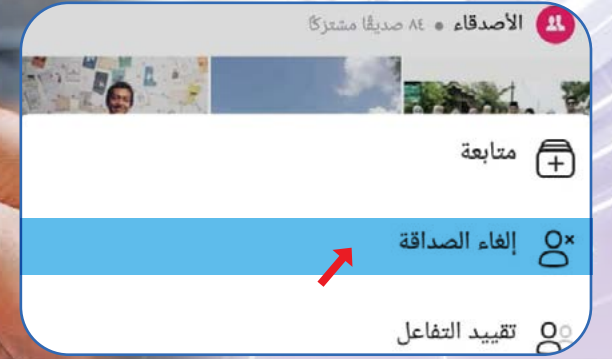 الأصدقاء • ٨٤ صديقًا مشتركًا
متابعة
إلغاء الصداقة
تقييد التفاعل